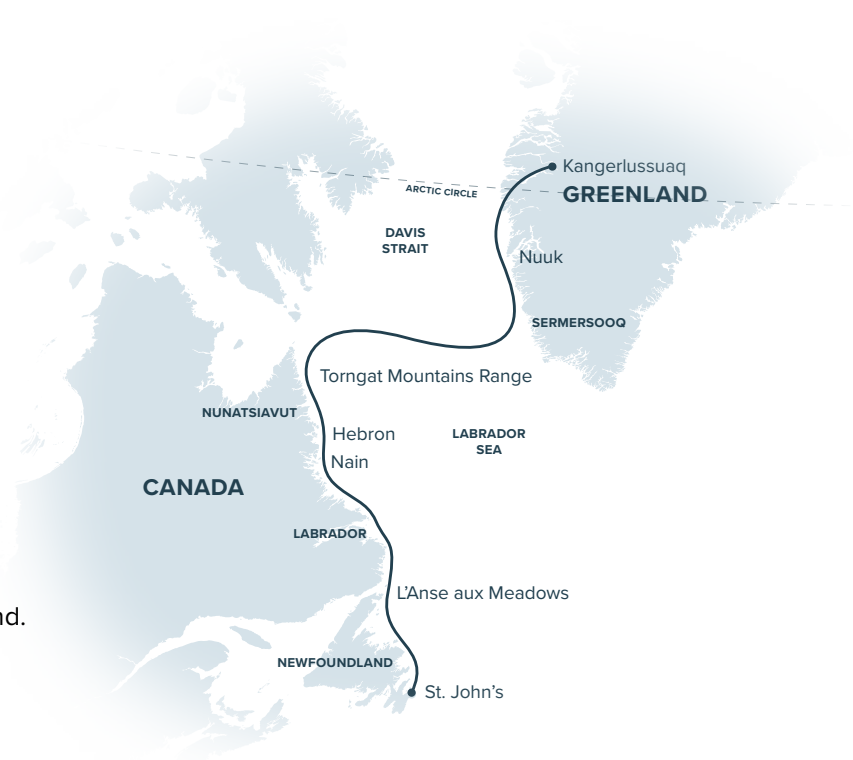 Kangerlussuaq
ARCTIC CIRCLE
GREENLAND
DAVIS
STRAIT
Nuuk
SERMERSOOQ
Torngat Mountains Range
NUNATSIAVUT
Hebron
LABRADOR
SEA
Nain
CANADA
LABRADOR
L’Anse aux Meadows
nd.
NEWFOUNDLAND
St. John’s